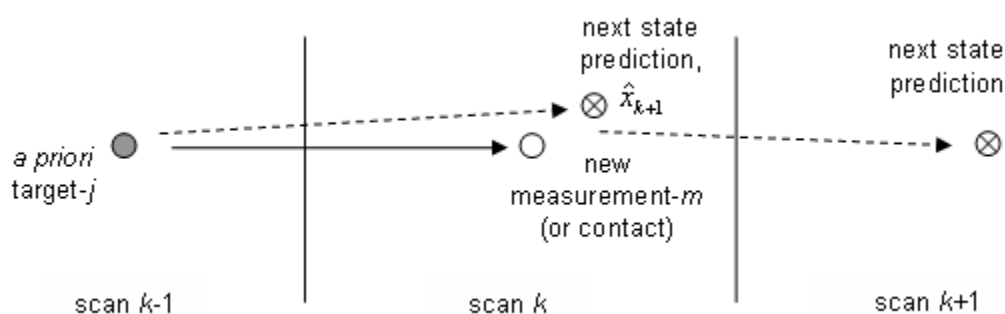 next state
prediction,
x̂k+1
next state
prediction
a priori
target-j
new
measurement-m
(or contact)
scan k-1
scan k
scan k+1